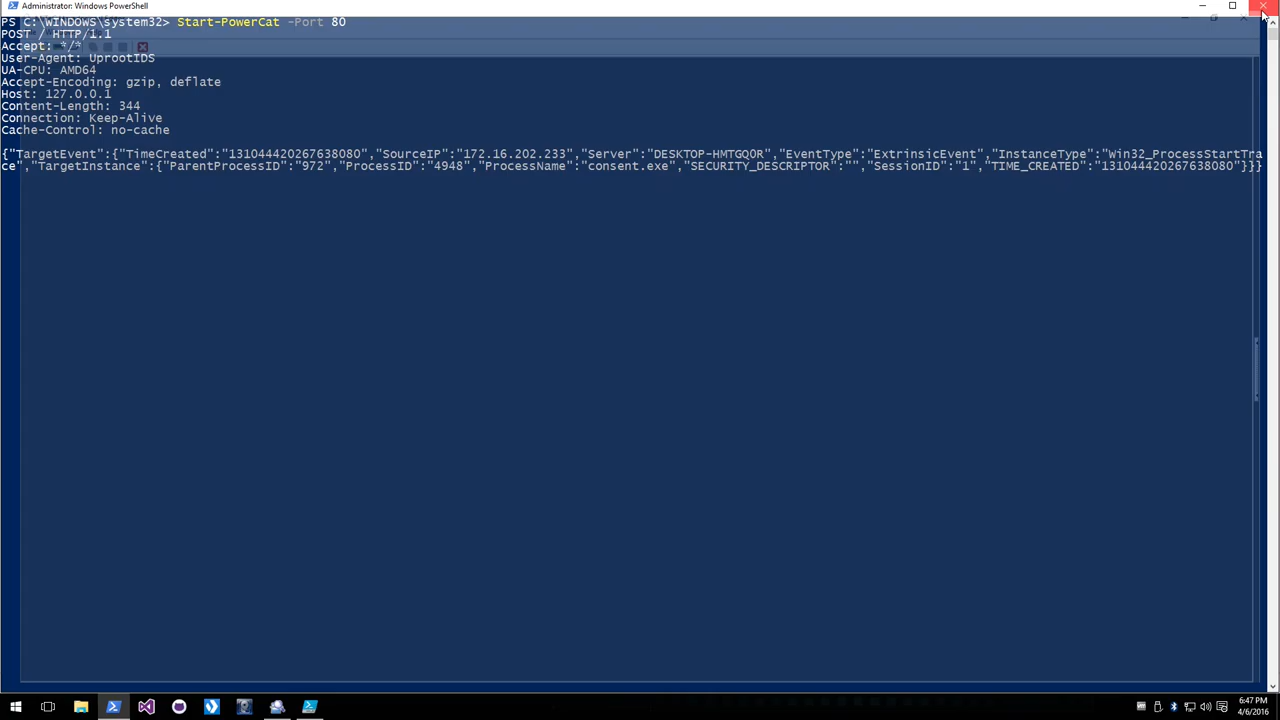 Administrator: Windows PowerShell
PS C:\WINDOWS\system32> Start-PowerCat -Port 80
POST / HTTP/1.1
Accept: */*
User-Agent: UprootIDS
UA-CPU: AMD64
Accept-Encoding: gzip, deflate
Host: 127.0.0.1
Content-Length: 344
Connection: Keep-Alive
Cache-Control: no-cache
{"TargetEvent":{"TimeCreated":"131044420267638080","SourceIP":"172.16.202.233","Server":"DESKTOP-HMTGQ0R","EventType":"ExtrinsicEvent","InstanceType":"Win32_ProcessStartTra
ce","TargetInstance":{"ParentProcessID":"972","ProcessID":"4948","ProcessName":"consent.exe","SECURITY_DESCRIPTOR":"","SessionID":"1","TIME_CREATED":"131044420267638080"}}}
6:47 PM
4/6/2016